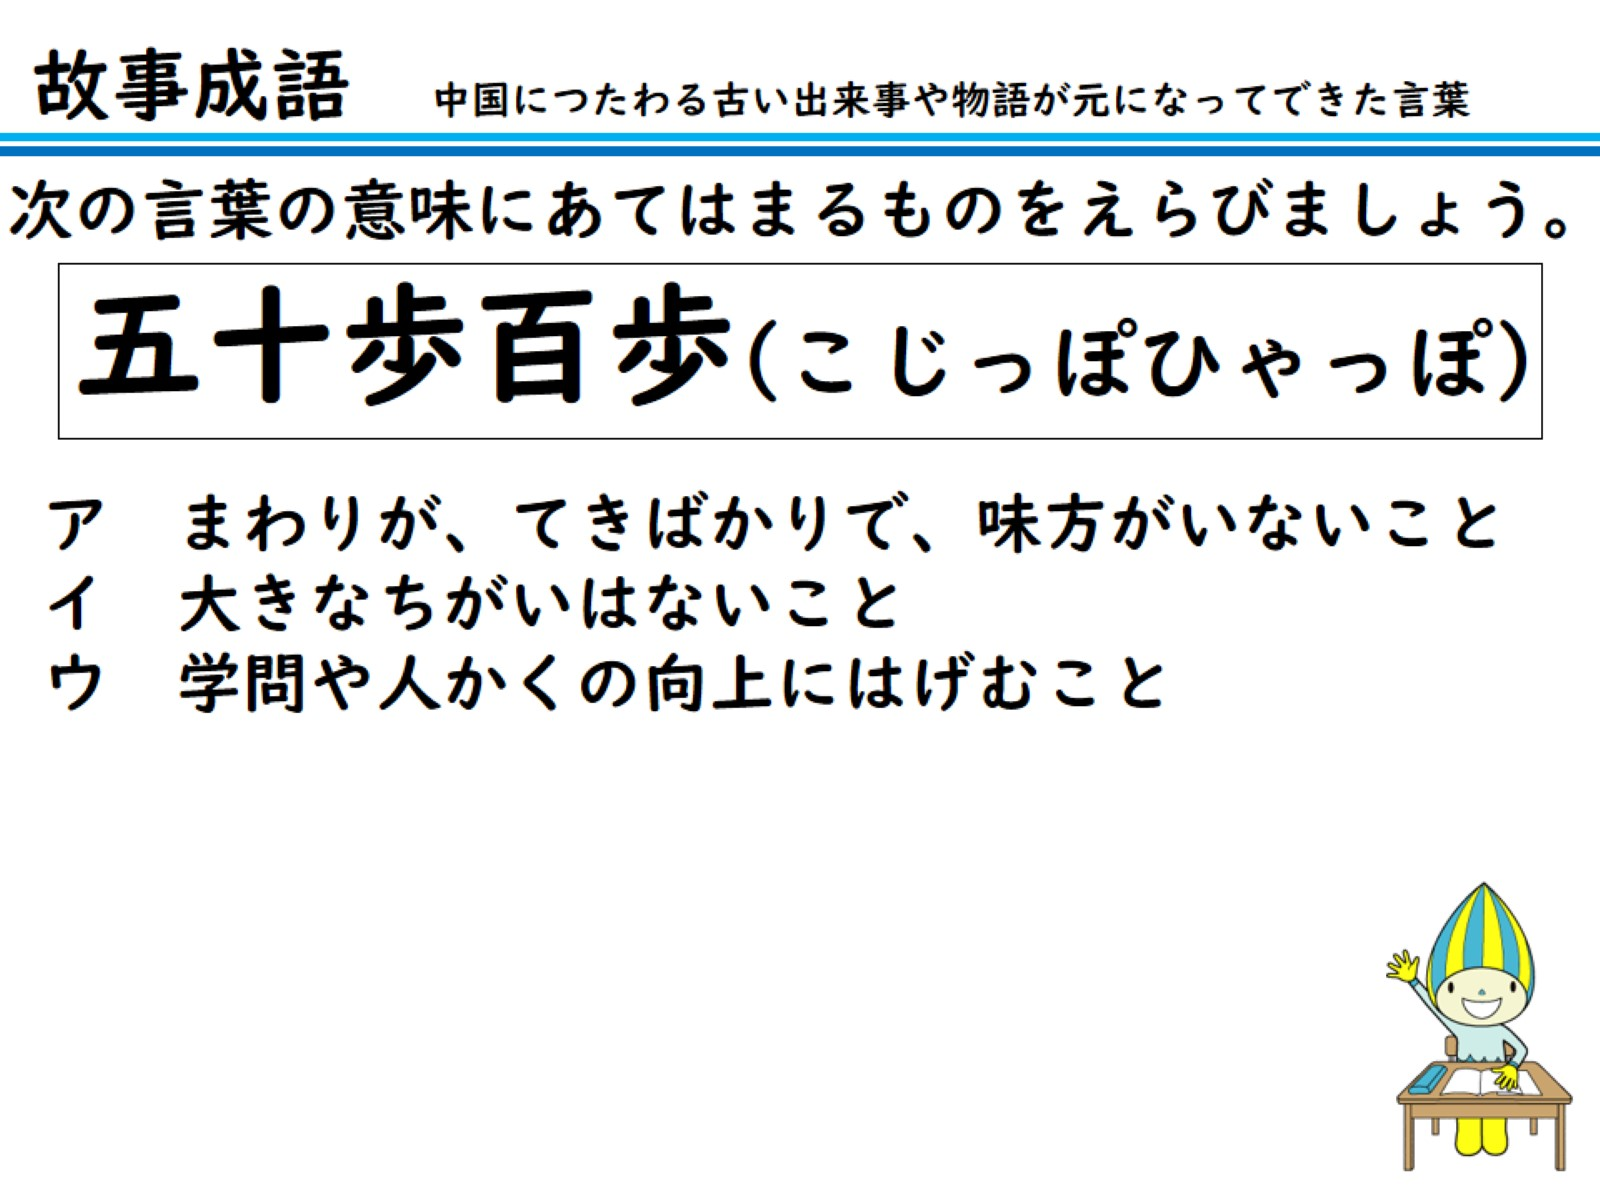 故事成語　中国につたわる古い出来事や物語が元になってできた言葉
次の言葉の意味にあてはまるものをえらびましょう。
五十歩百歩(こじっぽひゃっぽ)
ア　まわりが、てきばかりで、味方がいないこと
イ　大きなちがいはないこと
ウ　学問や人かくの向上にはげむこと